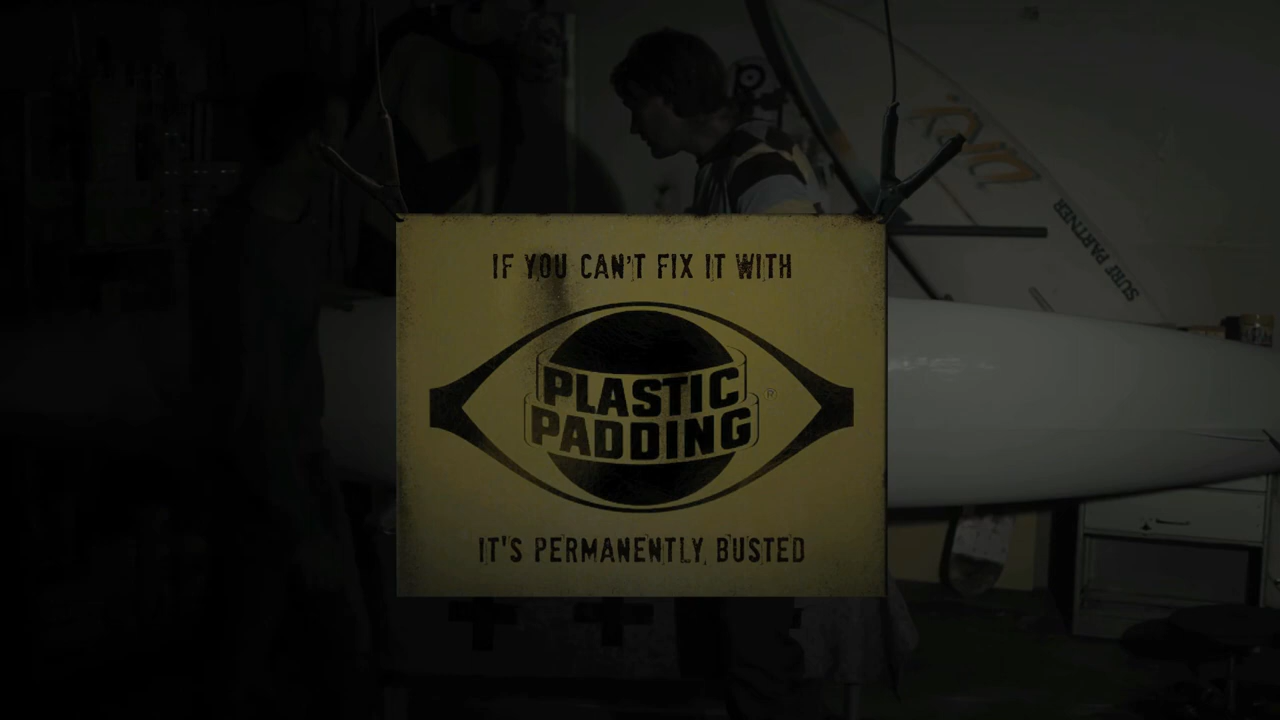 IF YOU CAN'T FIX IT WITH
PLASTIC
PADDING
®
IT'S PERMANENTLY, BUSTED
SURF PARTNER